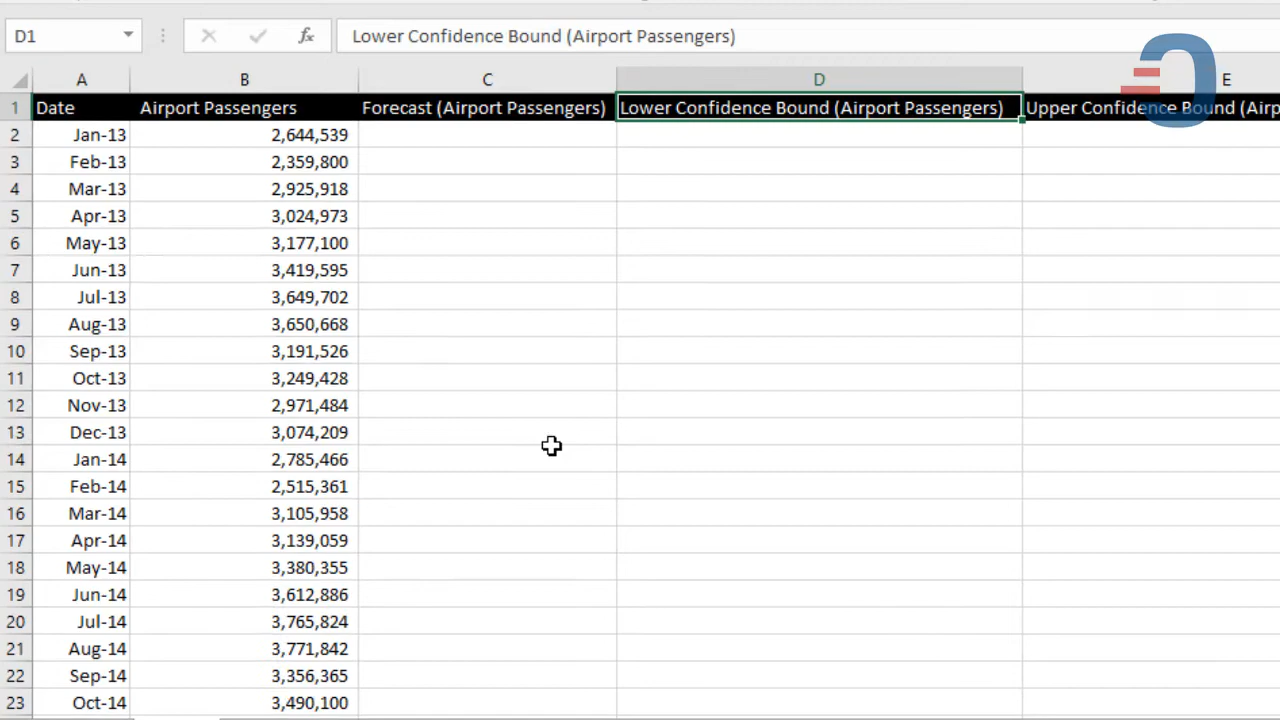 D1 fx Lower Confidence Bound (Airport Passengers)
A B C D E
1 Date Airport Passengers Forecast (Airport Passengers) Lower Confidence Bound (Airport Passengers) Upper Confidence Bound (Airp
2 Jan-13 2,644,539
3 Feb-13 2,359,800
4 Mar-13 2,925,918
5 Apr-13 3,024,973
6 May-13 3,177,100
7 Jun-13 3,419,595
8 Jul-13 3,649,702
9 Aug-13 3,650,668
10 Sep-13 3,191,526
11 Oct-13 3,249,428
12 Nov-13 2,971,484
13 Dec-13 3,074,209
14 Jan-14 2,785,466
15 Feb-14 2,515,361
16 Mar-14 3,105,958
17 Apr-14 3,139,059
18 May-14 3,380,355
19 Jun-14 3,612,886
20 Jul-14 3,765,824
21 Aug-14 3,771,842
22 Sep-14 3,356,365
23 Oct-14 3,490,100